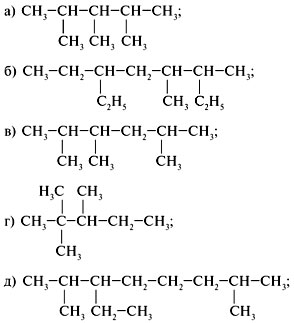 а) CH₃–CH–CH–CH–CH₃;
CH₃ CH₃ CH₃
б) CH₃–CH₂–CH–CH₂–CH–CH–CH₃;
C₂H₅ CH₃ C₂H₅
в) CH₃–CH–CH–CH₂–CH–CH₃;
CH₃ CH₃ CH₃
H₃C CH₃
г) CH₃–C–CH–CH₂–CH₃;
CH₃
д) CH₃–CH–CH–CH₂–CH₂–CH₂–CH–CH₃;
CH₃ CH₂–CH₃ CH₃